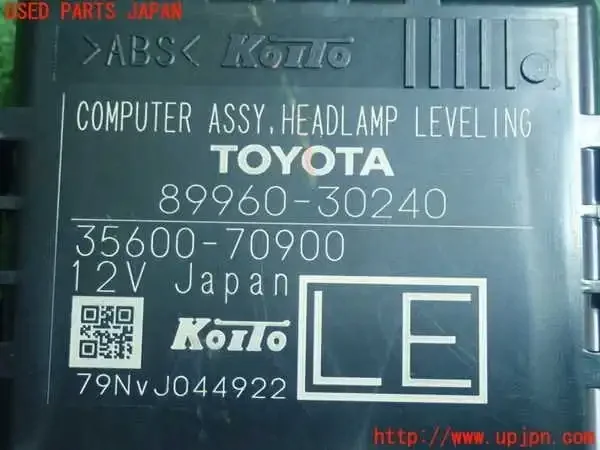 USED PARTS JAPAN
>ABS< KOITO
COMPUTER ASSY, HEADLAMP LEVELING
TOYOTA
89960-30240
35600-70900
12V Japan
KOITO
LE
79NvJ044922
http://www.upjpn.com/